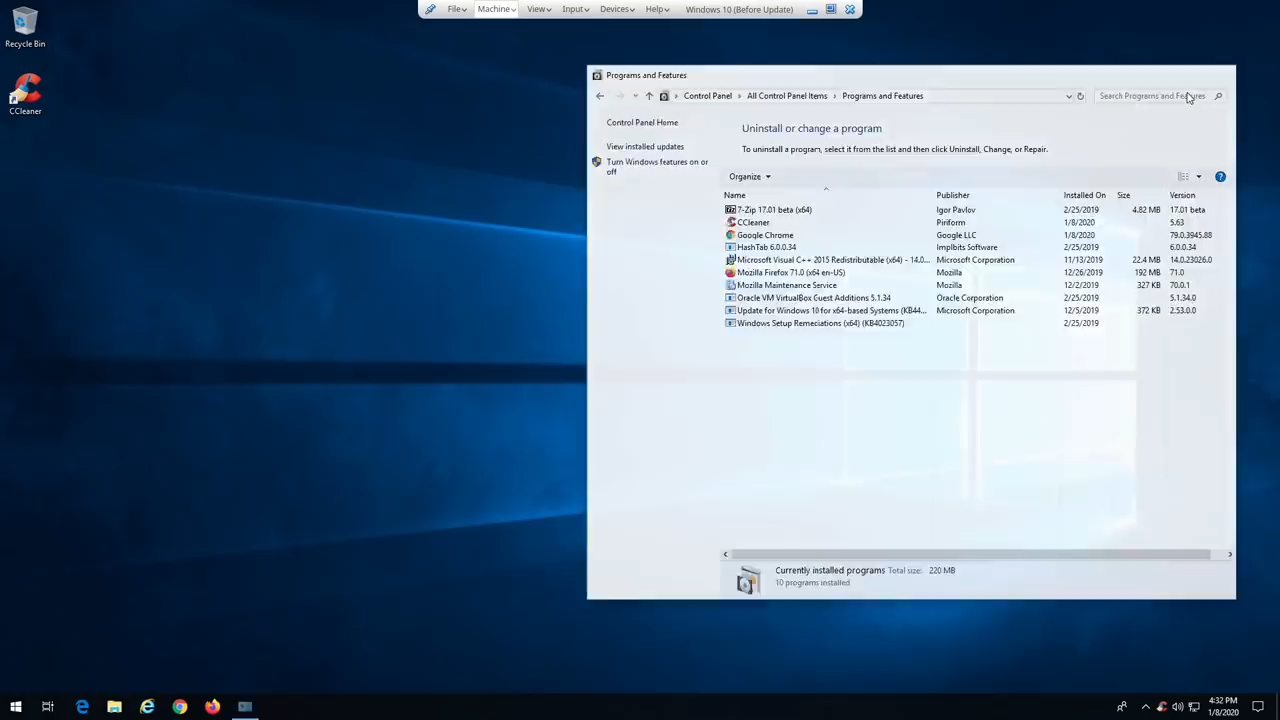 File Machine View Input Devices Help Windows 10 (Before Update)
Recycle Bin
CCleaner
Programs and Features
Control Panel All Control Panel Items Programs and Features
Search Programs and Features
Control Panel Home
View installed updates
Turn Windows features on or
off
Uninstall or change a program
To uninstall a program, select it from the list and then click Uninstall, Change, or Repair.
Organize
Name Publisher Installed On Size Version
7-Zip 17.01 beta (x64) Igor Pavlov 2/25/2019 4.82 MB 17.01 beta
CCleaner Piriform 1/8/2020 5.63
Google Chrome Google LLC 1/8/2020 79.0.3945.88
HashTab 6.0.0.34 Implbits Software 2/25/2019 6.0.0.34
Microsoft Visual C++ 2015 Redistributable (x64) - 14.0... Microsoft Corporation 11/13/2019 22.4 MB 14.0.23026.0
Mozilla Firefox 71.0 (x64 en-US) Mozilla 12/26/2019 192 MB 71.0
Mozilla Maintenance Service Mozilla 12/2/2019 327 KB 70.0.1
Oracle VM VirtualBox Guest Additions 5.1.34 Oracle Corporation 2/25/2019 5.1.34.0
Update for Windows 10 for x64-based Systems (KB44... Microsoft Corporation 12/5/2019 372 KB 2.53.0.0
Windows Setup Remediations (x64) (KB4023057) 2/25/2019
Currently installed programs Total size: 220 MB
10 programs installed
4:32 PM
1/8/2020